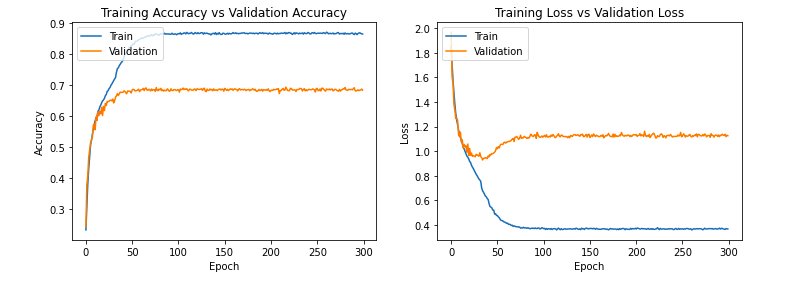 Training Accuracy vs Validation Accuracy
Train
Validation
0.9
0.8
0.7
0.6
0.5
0.4
0.3
Accuracy
0 50 100 150 200 250 300
Epoch
Training Loss vs Validation Loss
Train
Validation
2.0
1.8
1.6
1.4
1.2
1.0
0.8
0.6
0.4
Loss
0 50 100 150 200 250 300
Epoch